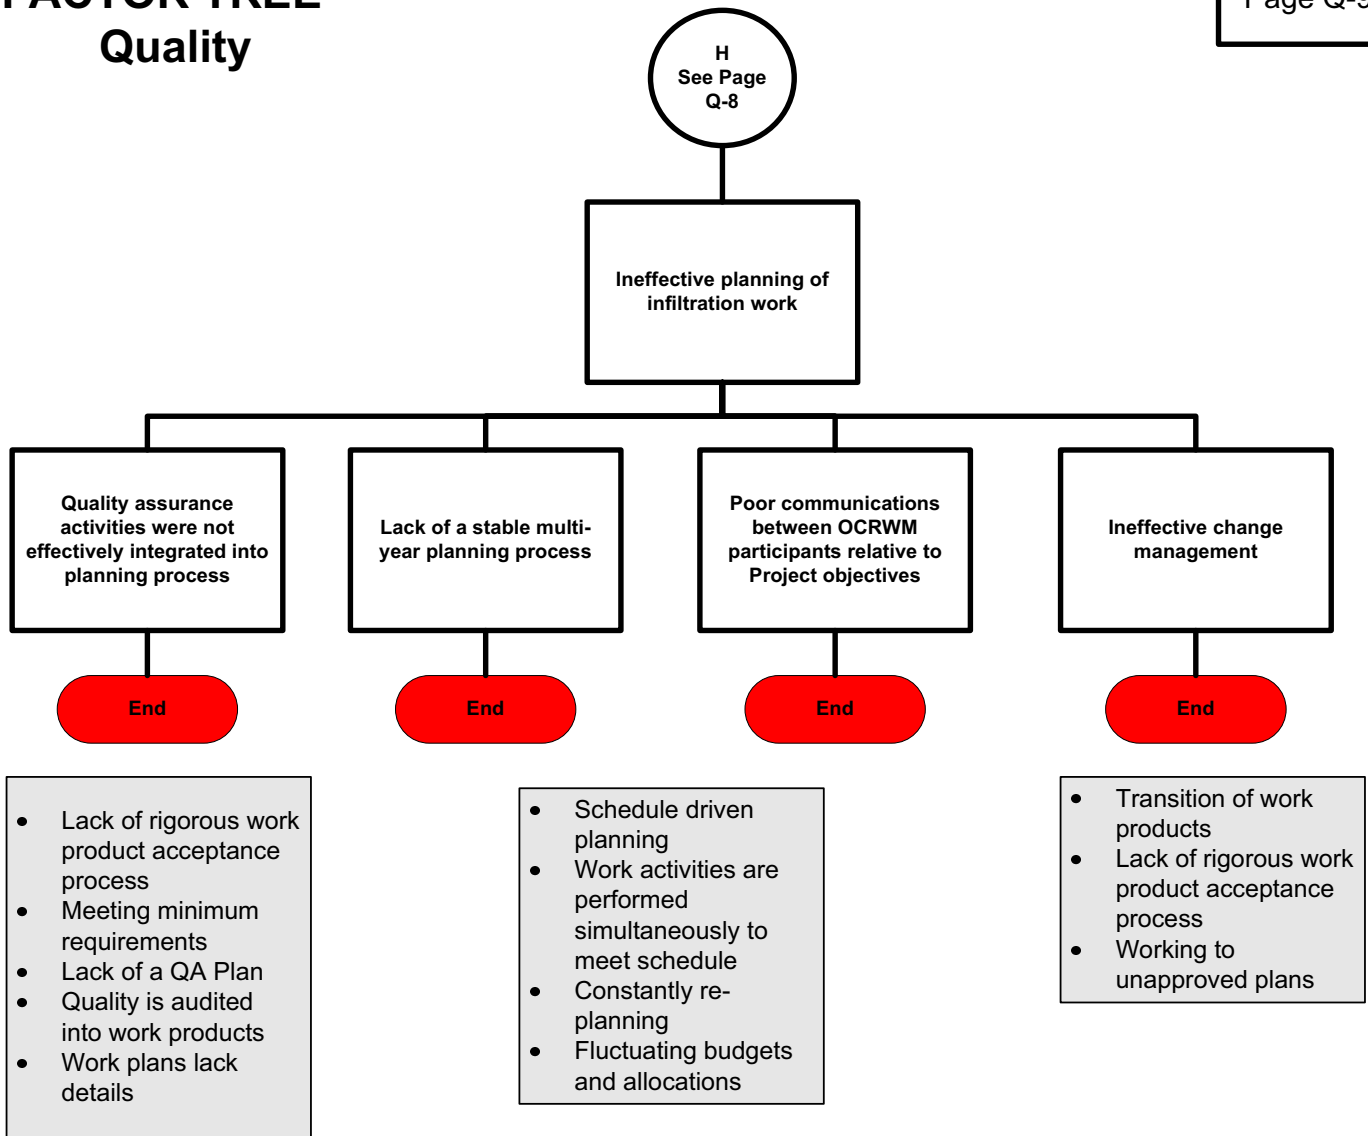 FACTOR TREE
Quality
Page Q-9
H
See Page
Q-8
Ineffective planning of
infiltration work
Quality assurance
activities were not
effectively integrated into
planning process
Lack of a stable multi-
year planning process
Poor communications
between OCRWM
participants relative to
Project objectives
Ineffective change
management
End
End
End
End
• Lack of rigorous work
product acceptance
process
• Meeting minimum
requirements
• Lack of a QA Plan
• Quality is audited
into work products
• Work plans lack
details
• Schedule driven
planning
• Work activities are
performed
simultaneously to
meet schedule
• Constantly re-
planning
• Fluctuating budgets
and allocations
• Transition of work
products
• Lack of rigorous work
product acceptance
process
• Working to
unapproved plans